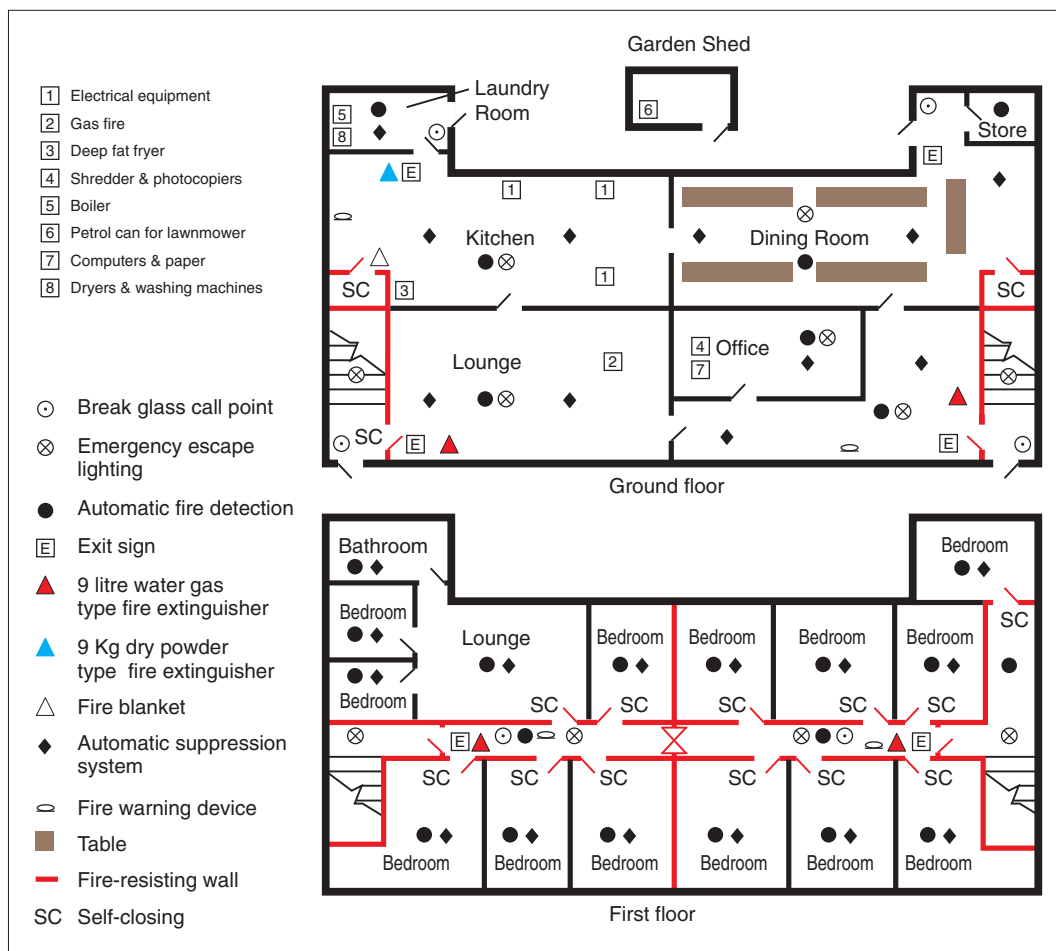 1 Electrical equipment
2 Gas fire
3 Deep fat fryer
4 Shredder & photocopiers
5 Boiler
6 Petrol can for lawnmower
7 Computers & paper
8 Dryers & washing machines
Break glass call point
Emergency escape
lighting
Automatic fire detection
E Exit sign
9 litre water gas
type fire extinguisher
9 Kg dry powder
type fire extinguisher
Fire blanket
Automatic suppression
system
Fire warning device
Table
Fire-resisting wall
SC Self-closing
Garden Shed
6
Laundry
Room
5
8
Store
E
E
1
1
Kitchen
Dining Room
1
SC
3
SC
Lounge
2
4 Office
7
SC
E
E
Ground floor
Bathroom
Bedroom
Bedroom
Lounge
Bedroom
Bedroom
Bedroom
Bedroom
Bedroom
SC
SC
SC
SC
SC
SC
E
E
SC
SC
SC
SC
SC
SC
Bedroom
Bedroom
Bedroom
Bedroom
Bedroom
Bedroom
First floor